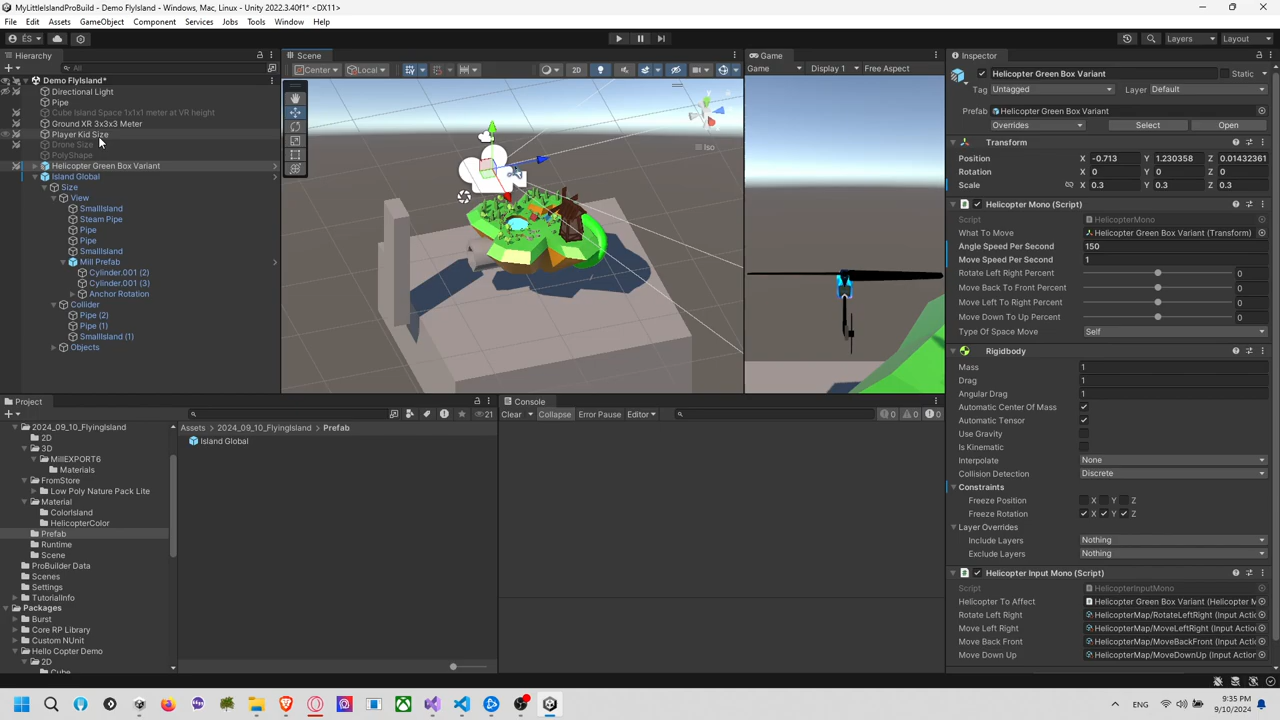 MyLittleIslandProBuild - Demo FlyIsland - Windows, Mac, Linux - Unity 2022.3.40f1* <DX11>
File Edit Assets GameObject Component Services Jobs Tools Window Help
ÉS Layers Layout
Hierarchy
All
Demo FlyIsland*
Directional Light
Pipe
Cube Island Space 1x1x1 meter at VR height
Ground XR 3x3x3 Meter
Player Kid Size
Drone Size
PolyShape
Helicopter Green Box Variant
Island Global
Size
View
SmallIsland
Steam Pipe
Pipe
Pipe
SmallIsland
Mill Prefab
Cylinder.001 (2)
Cylinder.001 (3)
Anchor Rotation
Collider
Pipe (2)
Pipe (1)
SmallIsland (1)
Objects
Scene
Center Local 2D
Iso
Game
Game Display 1 Free Aspect
Inspector
Helicopter Green Box Variant Static
Tag Untagged Layer Default
Prefab Helicopter Green Box Variant
Overrides Select Open
Transform
Position X -0.713 Y 1.230358 Z 0.01432361
Rotation X 0 Y 0 Z 0
Scale X 0.3 Y 0.3 Z 0.3
Helicopter Mono (Script)
Script HelicopterMono
What To Move Helicopter Green Box Variant (Transform)
Angle Speed Per Second 150
Move Speed Per Second 1
Rotate Left Right Percent 0
Move Back To Front Percent 0
Move Left To Right Percent 0
Move Down To Up Percent 0
Type Of Space Move Self
Rigidbody
Mass 1
Drag 1
Angular Drag 1
Automatic Center Of Mass
Automatic Tensor
Use Gravity
Is Kinematic
Interpolate None
Collision Detection Discrete
Constraints
Freeze Position X Y Z
Freeze Rotation X Y Z
Layer Overrides
Include Layers Nothing
Exclude Layers Nothing
Helicopter Input Mono (Script)
Script HelicopterInputMono
Helicopter To Affect Helicopter Green Box Variant (Helicopter M
Rotate Left Right HelicopterMap/RotateLeftRight (Input Actio
Move Left Right HelicopterMap/MoveLeftRight (Input Action
Move Back Front HelicopterMap/MoveBackFront (Input Actio
Move Down Up HelicopterMap/MoveDownUp (Input Action
Project
21
2024_09_10_FlyingIsland
2D
3D
MillEXPORT6
Materials
FromStore
Low Poly Nature Pack Lite
Material
ColorIsland
HelicopterColor
Prefab
Runtime
Scene
ProBuilder Data
Scenes
Settings
TutorialInfo
Packages
Burst
Core RP Library
Custom NUnit
Hello Copter Demo
2D
Cube
Assets > 2024_09_10_FlyingIsland > Prefab
Island Global
Console
Clear Collapse Error Pause Editor 0 0 0
ENG 9:35 PM
9/10/2024